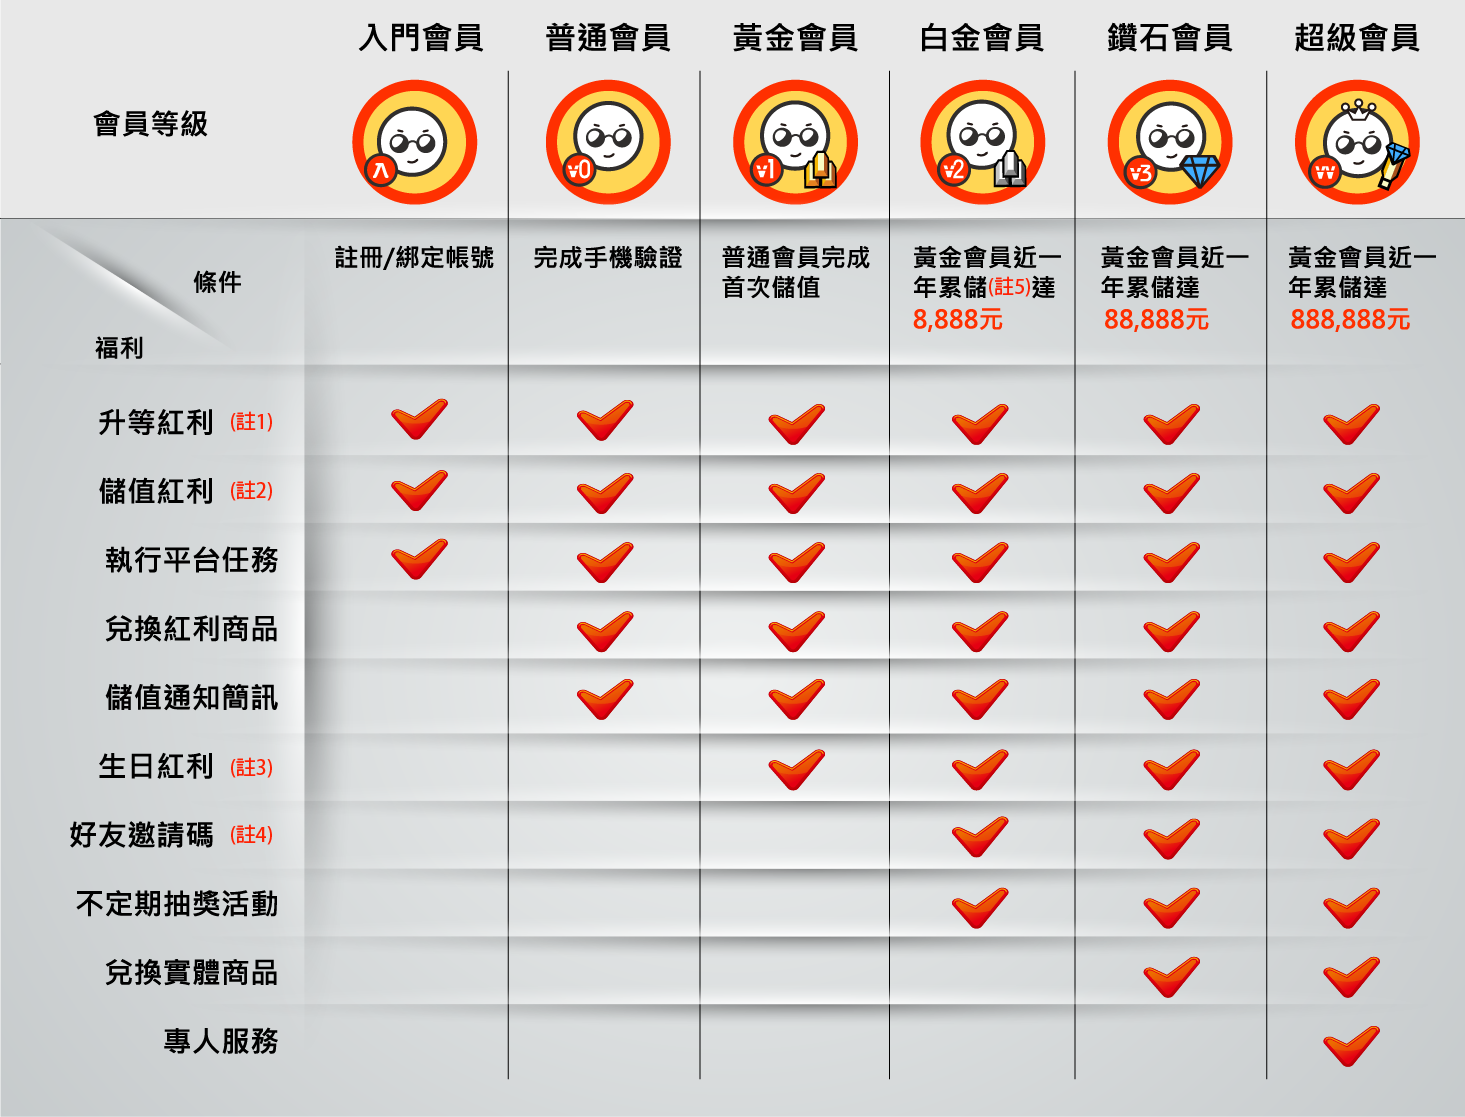 入門會員 普通會員 黃金會員 白金會員 鑽石會員 超級會員
會員等級
入 v0 v1 v2 v3 vv
條件
福利
註冊/綁定帳號
完成手機驗證
普通會員完成
首次儲值
黃金會員近一
年累儲(註5)達
8,888元
黃金會員近一
年累儲達
88,888元
黃金會員近一
年累儲達
888,888元
升等紅利 (註1)
儲值紅利 (註2)
執行平台任務
兌換紅利商品
儲值通知簡訊
生日紅利 (註3)
好友邀請碼 (註4)
不定期抽獎活動
兌換實體商品
專人服務